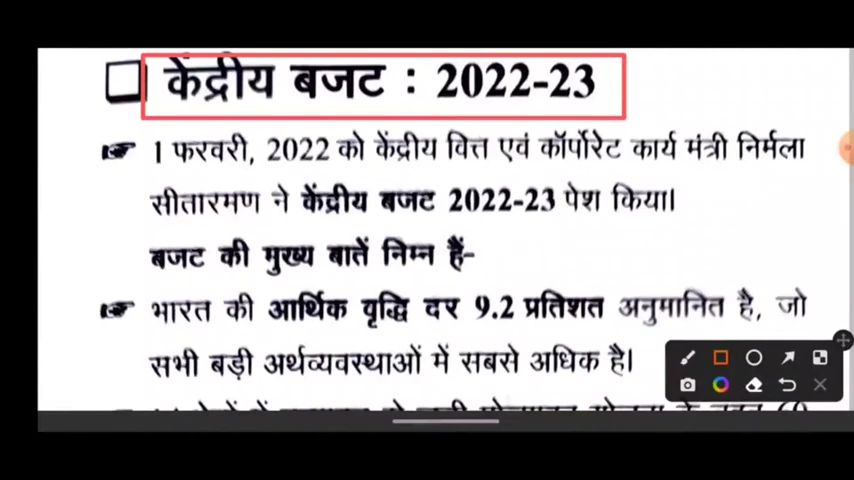 केंद्रीय बजट : 2022-23
1 फरवरी, 2022 को केंद्रीय वित्त एवं कॉर्पोरेट कार्य मंत्री निर्मला
सीतारमण ने केंद्रीय बजट 2022-23 पेश किया।
बजट की मुख्य बातें निम्न हैं-
भारत की आर्थिक वृद्धि दर 9.2 प्रतिशत अनुमानित है, जो
सभी बड़ी अर्थव्यवस्थाओं में सबसे अधिक है।